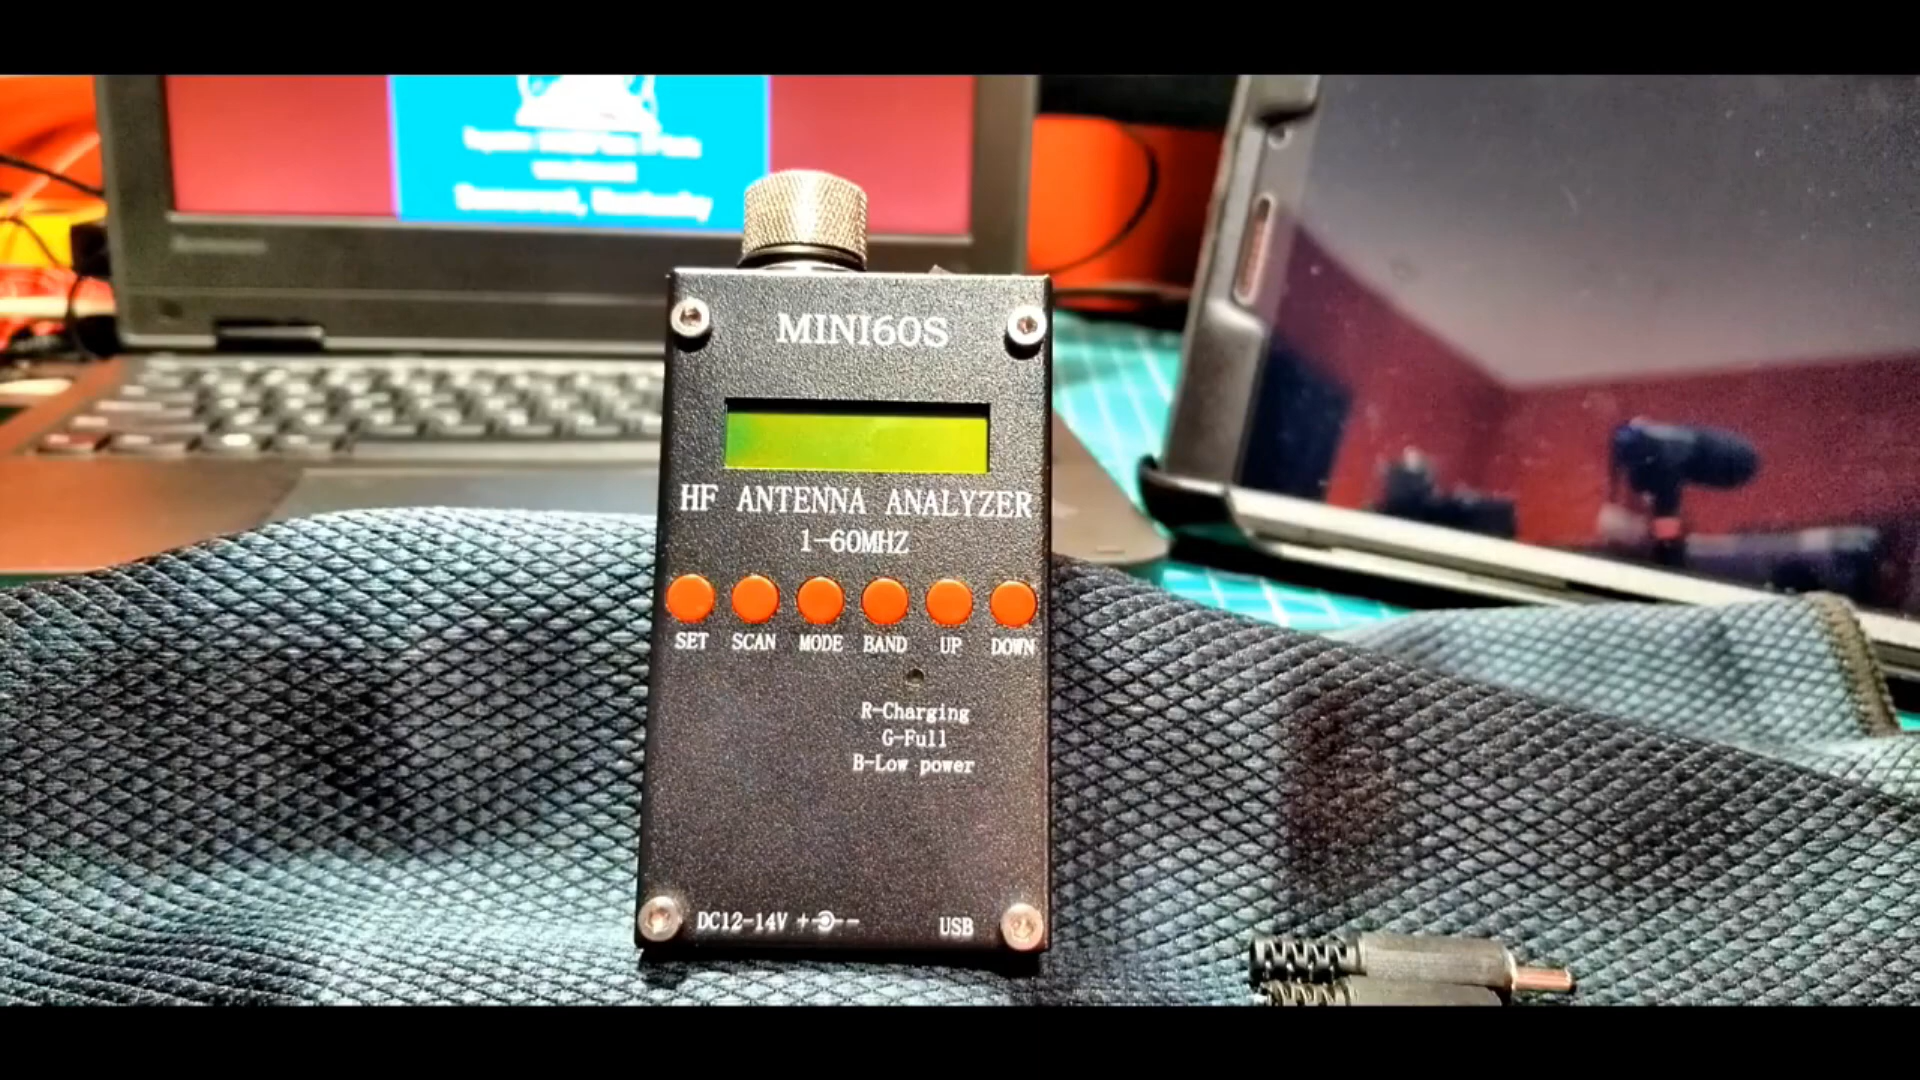 MINI60S
HF ANTENNA ANALYZER
1-60MHZ
SET SCAN MODE BAND UP DOWN
R-Charging
G-Full
B-Low power
DC12-14V + - USB